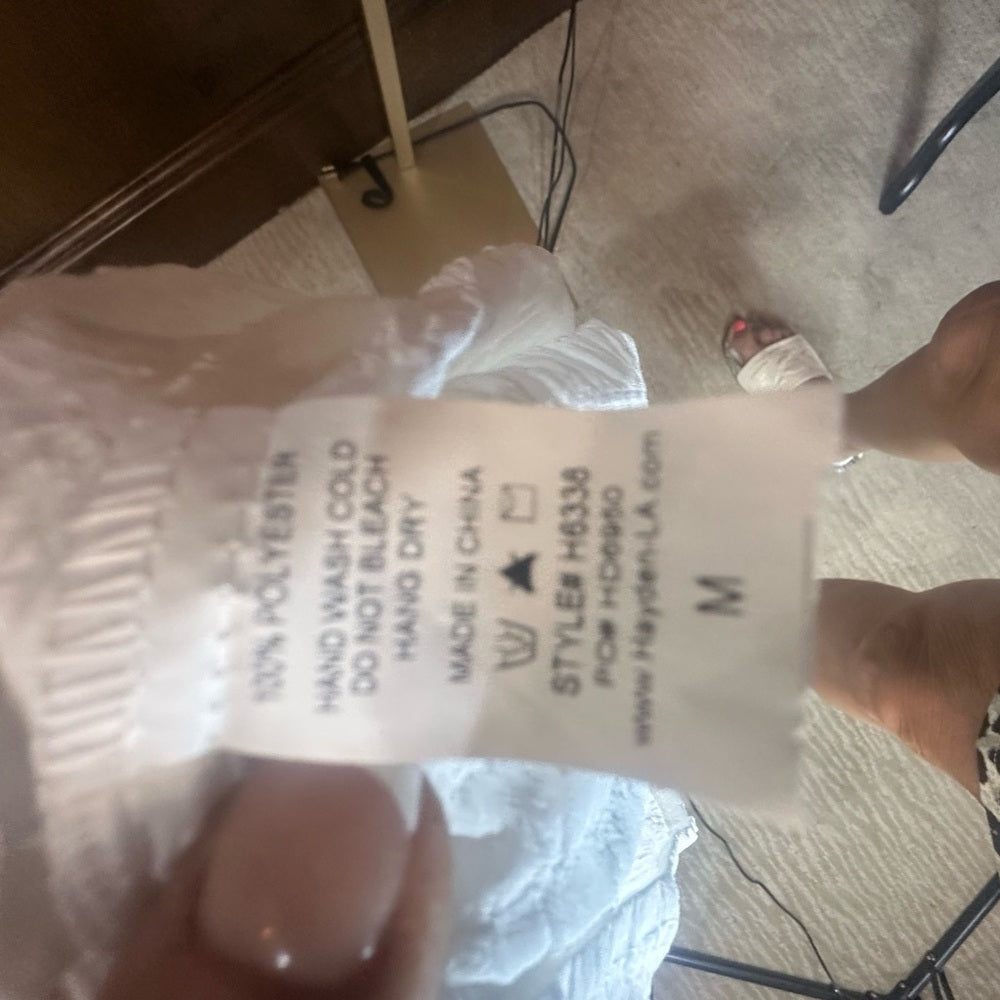 100% POLYESTER
HAND WASH COLD
DO NOT BLEACH
HANG DRY
MADE IN CHINA
STYLE# H6338
PO# HD6950
www.Hayden-LA.com
M